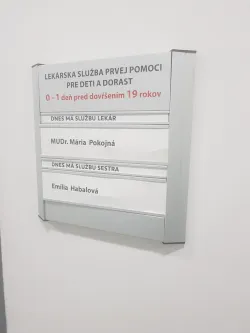 LEKÁRSKA SLUŽBA PRVEJ POMOCI
PRE DETI A DORAST
0 - 1 deň pred dovŕšením 19 rokov
DNES MÁ SLUŽBU LEKÁR
MUDr. Mária Pokojná
DNES MÁ SLUŽBU SESTRA
Emília Habalová